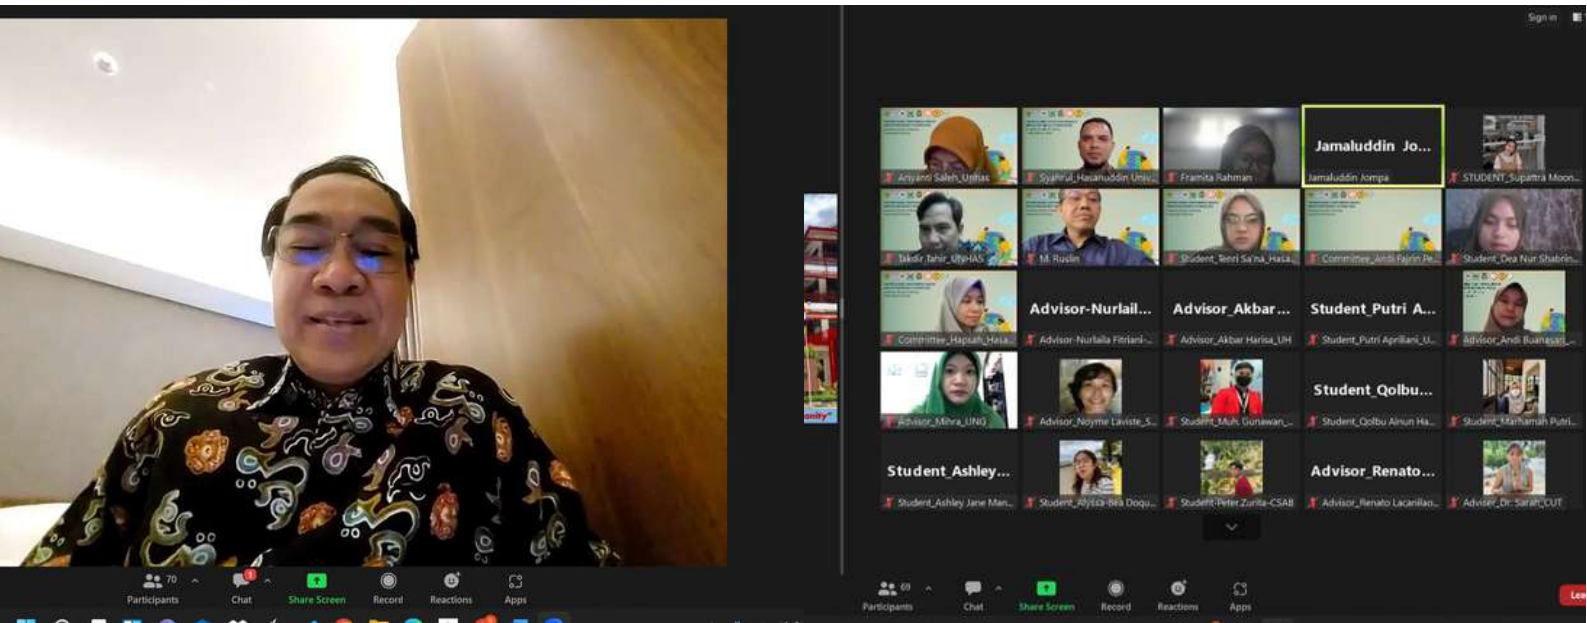 70
1
Participants
Chat
Share Screen
Record
Reactions
Apps
Sign in
Ariyanti Saleh_Unhas
Syahrul_Hasanuddin Univ...
Framita Rahman
Jamaluddin Jo...
Jamaluddin Jompa
STUDENT_Supattra Moon...
Takdir Tahir_UNHAS
M. Ruslin
Student_Tenri Sa'na_Hasa...
Committee_Andi Fajrin Pe...
Student_Dea Nur Shabrin...
Committee_Hapsah_Hasa...
Advisor-Nurlail...
Advisor-Nurlaila Fitriani-...
Advisor_Akbar...
Advisor_Akbar Harisa_UH
Student_Putri A...
Student_Putri Apriliani_U...
Advisor_Andi Buanasari_...
Advisor_Mihra_UNG
Advisor_Noyme Laviste_S...
Student_Muh. Gunawan_...
Student_Qolbu...
Student_Qolbu Ainun Ha...
Student_Marhamah Putri...
anity"
Student_Ashley...
Student_Ashley Jane Man...
Student_Alyssa-Bea Doqu...
Student-Peter.Zurita-CSAB
Advisor_Renato...
Advisor_Renato Lacanilao...
Adviser_Dr. Sarah_CUT
69
Participants
Chat
Share Screen
Record
Reactions
Apps
Lea